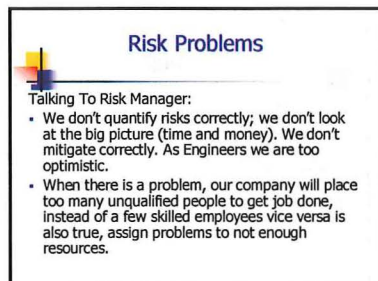 Risk Problems
Talking To Risk Manager:
▪ We don't quantify risks correctly; we don't look
at the big picture (time and money). We don't
mitigate correctly. As Engineers we are too
optimistic.
▪ When there is a problem, our company will place
too many unqualified people to get job done,
instead of a few skilled employees vice versa is
also true, assign problems to not enough
resources.